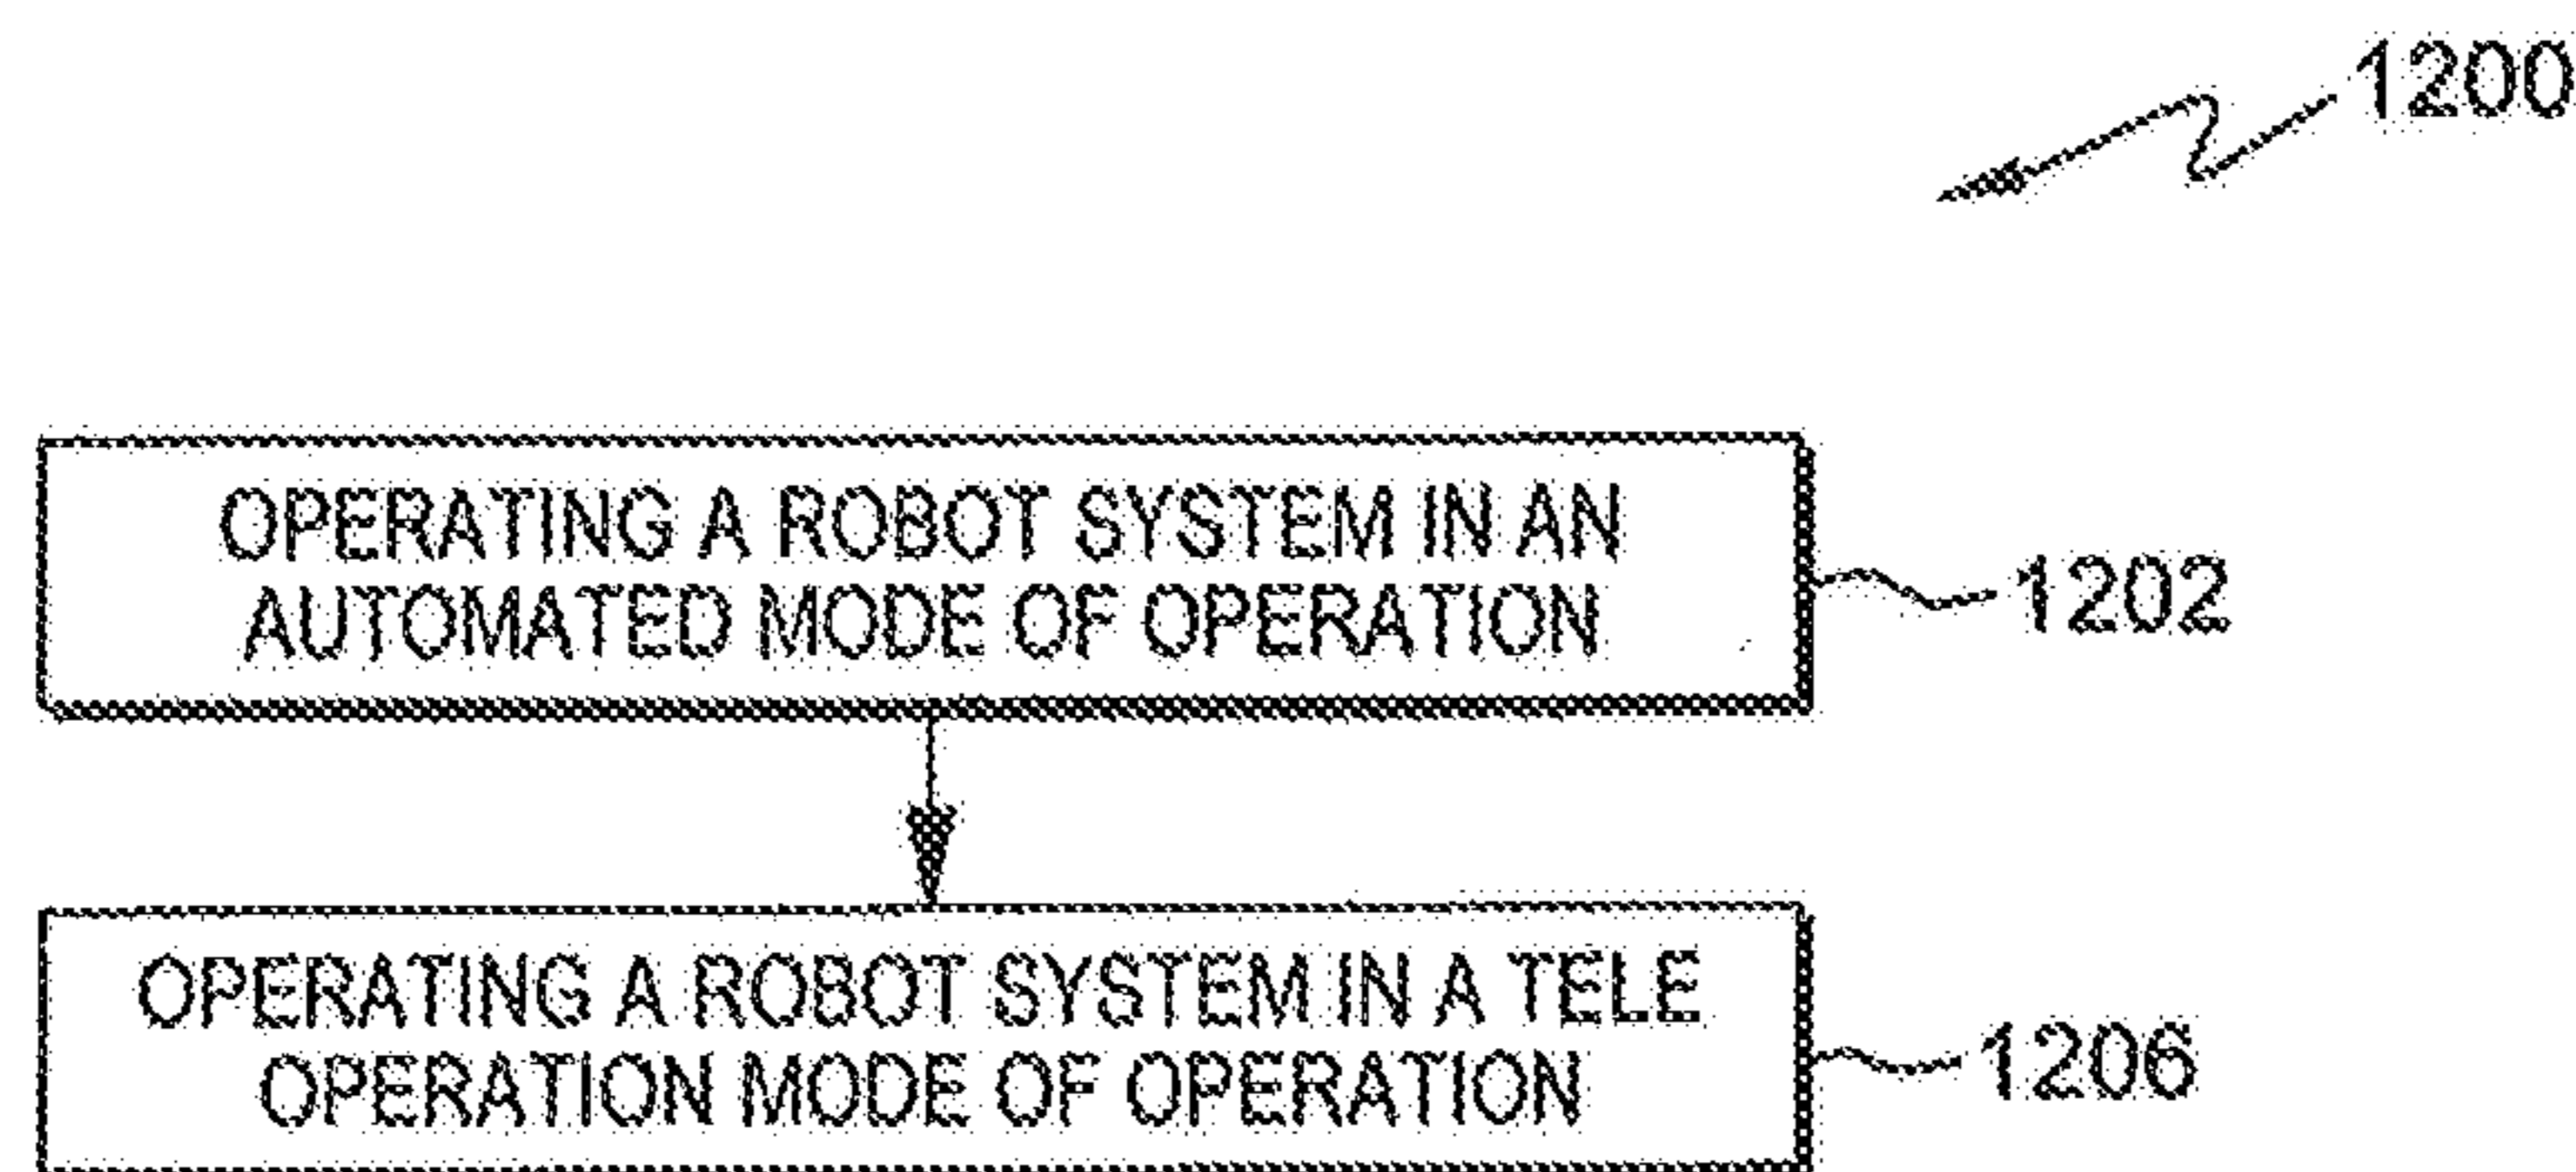 1200
OPERATING A ROBOT SYSTEM IN AN
AUTOMATED MODE OF OPERATION
1202
OPERATING A ROBOT SYSTEM IN A TELE
OPERATION MODE OF OPERATION
1206